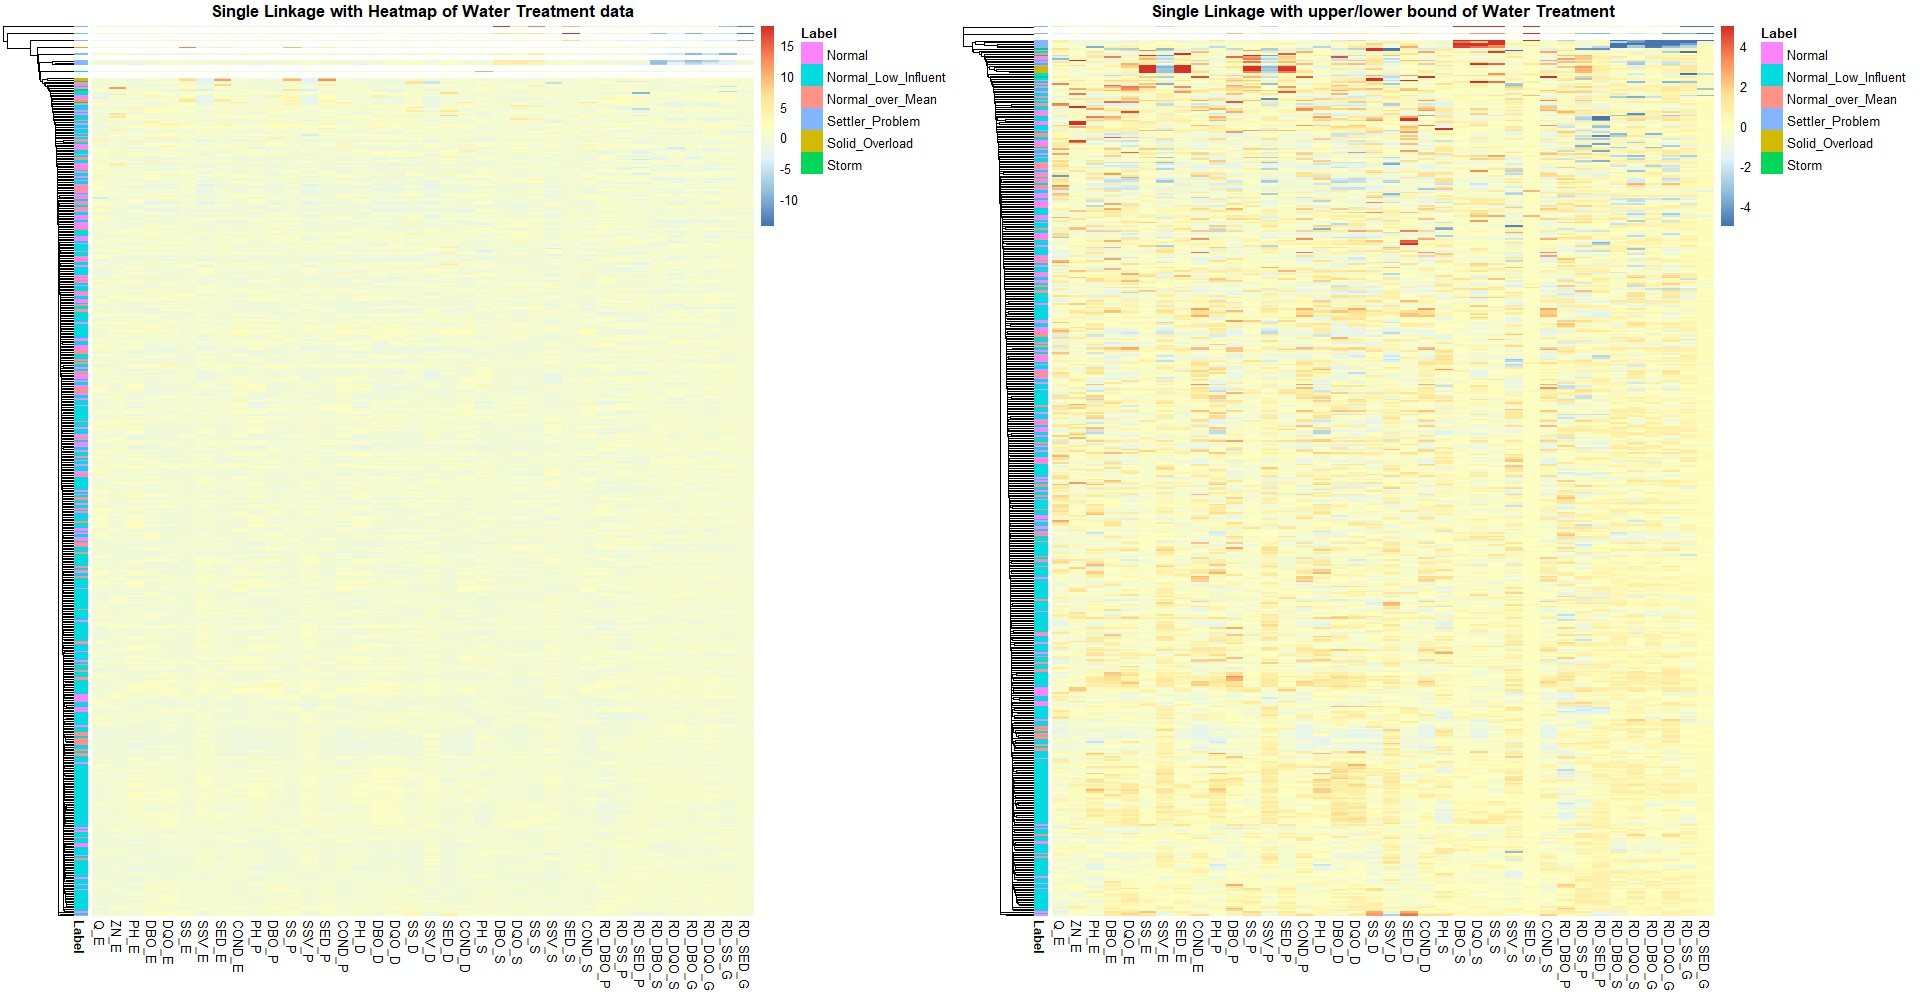 Single Linkage with Heatmap of Water Treatment data
15
10
5
0
-5
-10
Label
Normal
Normal_Low_Influent
Normal_over_Mean
Settler_Problem
Solid_Overload
Storm
Label
Q_E
ZN_E
PH_E
DBO_E
DQO_E
SS_E
SSV_E
SED_E
COND_E
PH_P
DBO_P
SS_P
SSV_P
SED_P
COND_P
PH_D
DBO_D
DQO_D
SS_D
SSV_D
SED_D
COND_D
PH_S
DBO_S
DQO_S
SS_S
SSV_S
SED_S
COND_S
RD_DBO_P
RD_SS_P
RD_SED_P
RD_DBO_S
RD_DQO_S
RD_DBO_G
RD_DQO_G
RD_SS_G
RD_SED_G
Single Linkage with upper/lower bound of Water Treatment
4
2
0
-2
-4
Label
Normal
Normal_Low_Influent
Normal_over_Mean
Settler_Problem
Solid_Overload
Storm
Label
Q_E
ZN_E
PH_E
DBO_E
DQO_E
SS_E
SSV_E
SED_E
COND_E
PH_P
DBO_P
SS_P
SSV_P
SED_P
COND_P
PH_D
DBO_D
DQO_D
SS_D
SSV_D
SED_D
COND_D
PH_S
DBO_S
DQO_S
SS_S
SSV_S
SED_S
COND_S
RD_DBO_P
RD_SS_P
RD_SED_P
RD_DBO_S
RD_DQO_S
RD_DBO_G
RD_DQO_G
RD_SS_G
RD_SED_G